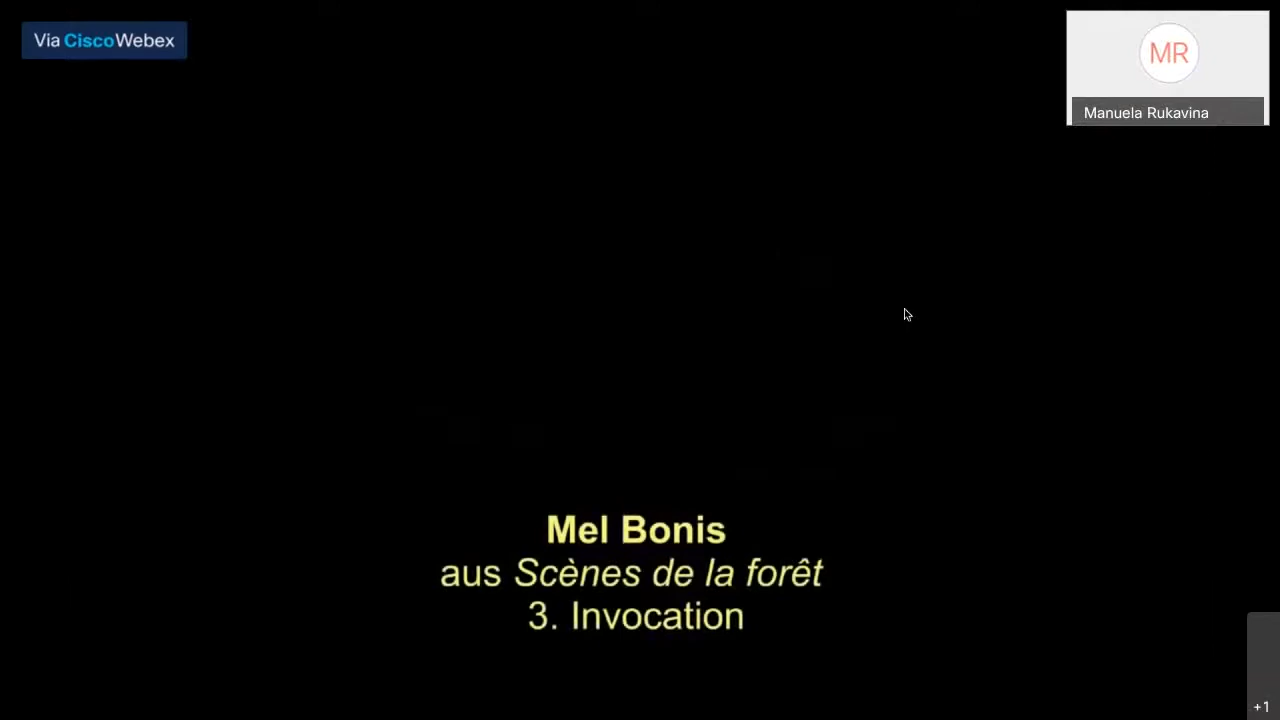 Via CiscoWebex
MR
Manuela Rukavina
Mel Bonis
aus Scènes de la forêt
3. Invocation
+1